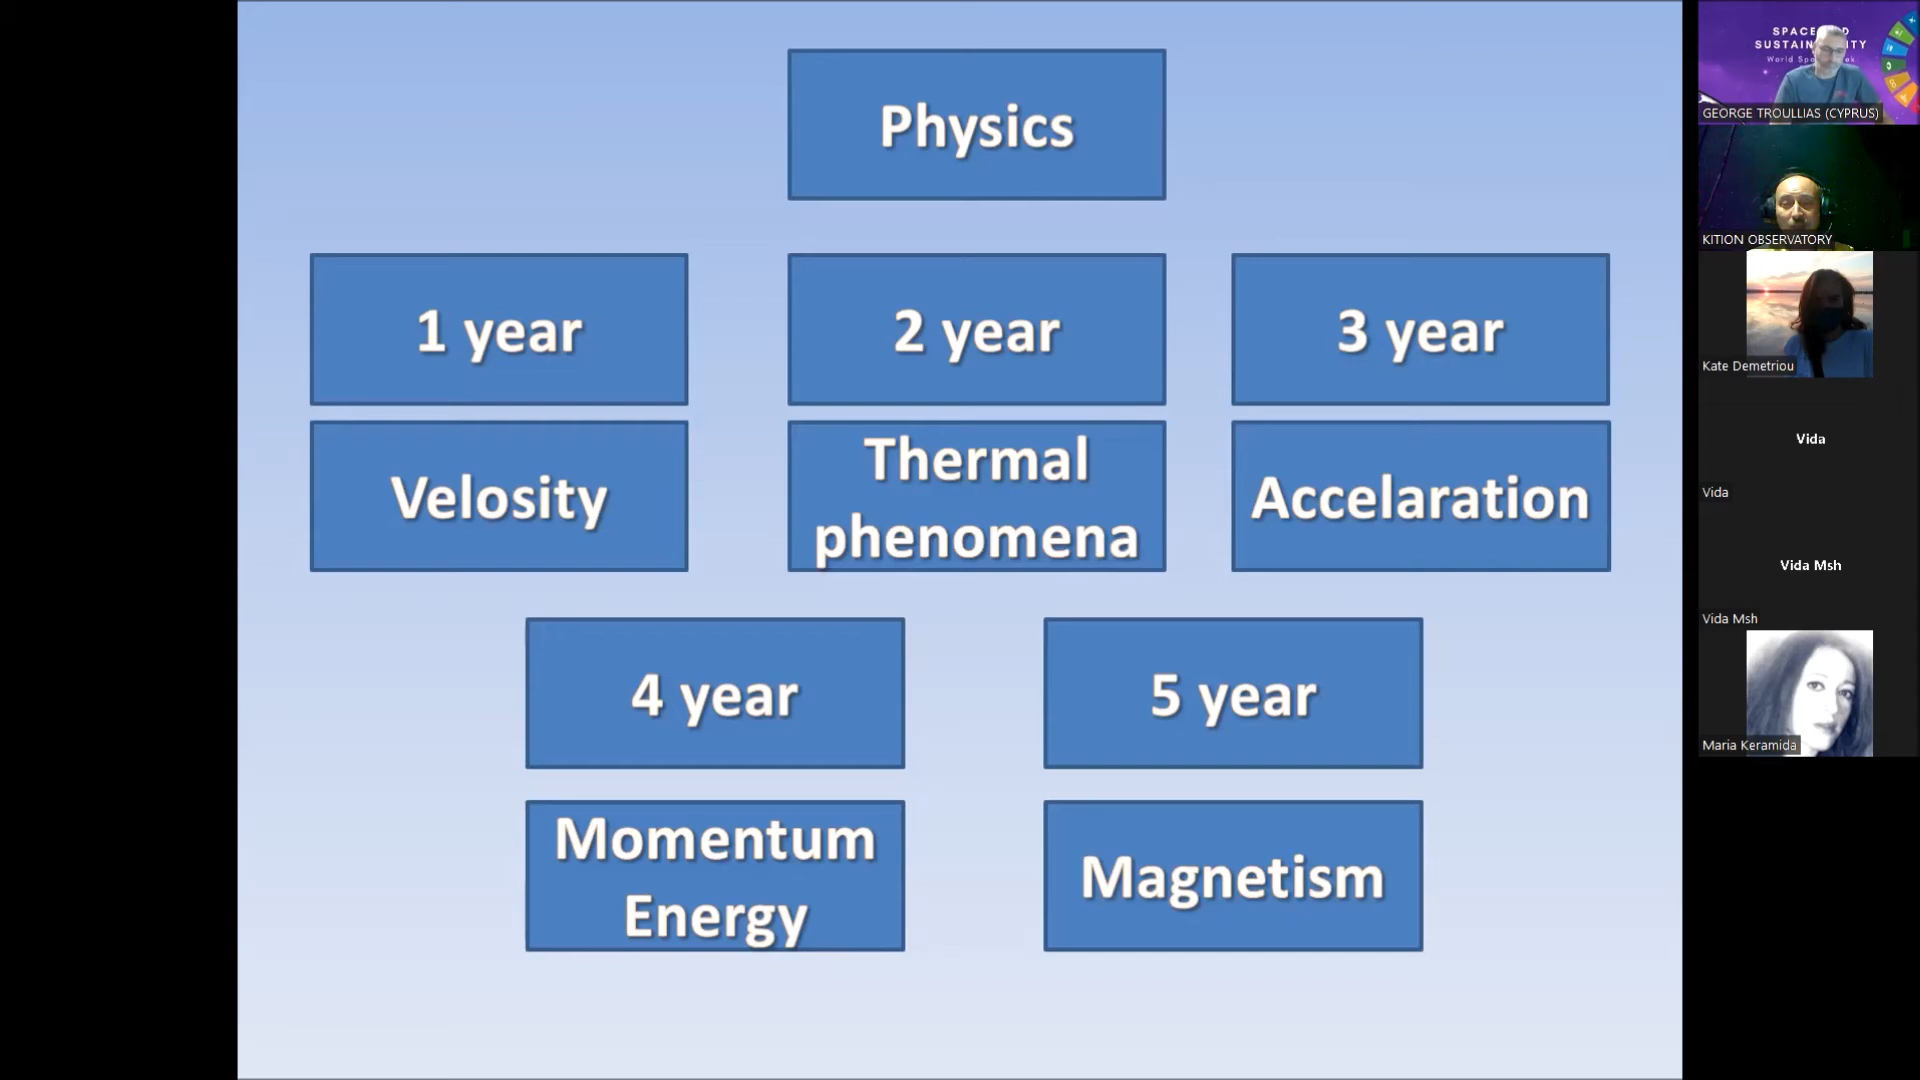 Physics
1 year
2 year
3 year
Velosity
Thermal
phenomena
Accelaration
4 year
5 year
Momentum
Energy
Magnetism
GEORGE TROULLIAS (CYPRUS)
KITION OBSERVATORY
Kate Demetriou
Vida
Vida
Vida Msh
Vida Msh
Maria Keramida